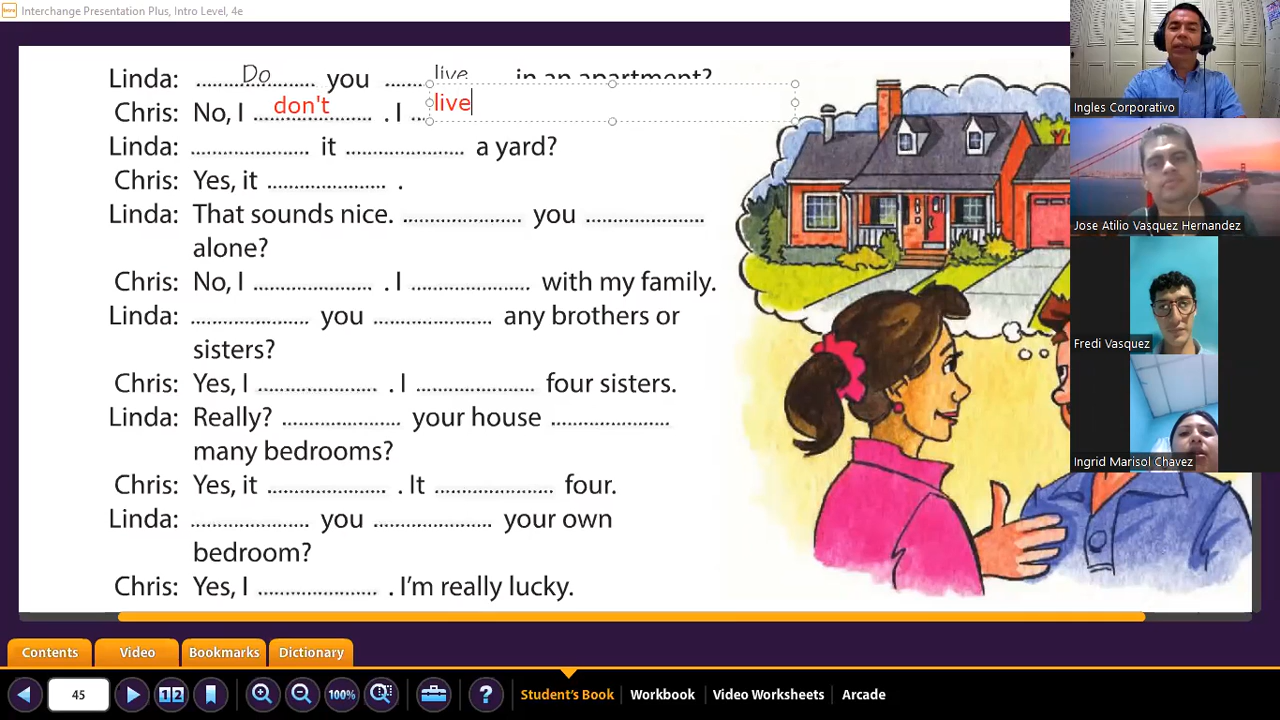 Interchange Presentation Plus, Intro Level, 4e
Linda: Do you live in an apartment?
Chris: No, I don't . I live
Linda: .................... it .................... a yard?
Chris: Yes, it .................... .
Linda: That sounds nice. .................... you ....................
alone?
Chris: No, I .................... . I .................... with my family.
Linda: .................... you .................... any brothers or
sisters?
Chris: Yes, I .................... . I .................... four sisters.
Linda: Really? .................... your house ....................
many bedrooms?
Chris: Yes, it .................... . It .................... four.
Linda: .................... you .................... your own
bedroom?
Chris: Yes, I .................... . I’m really lucky.
Ingles Corporativo
Jose Atilio Vasquez Hernandez
Fredi Vasquez
Ingrid Marisol Chavez
Contents Video Bookmarks Dictionary
45 1 2 100% ? Student's Book Workbook Video Worksheets Arcade